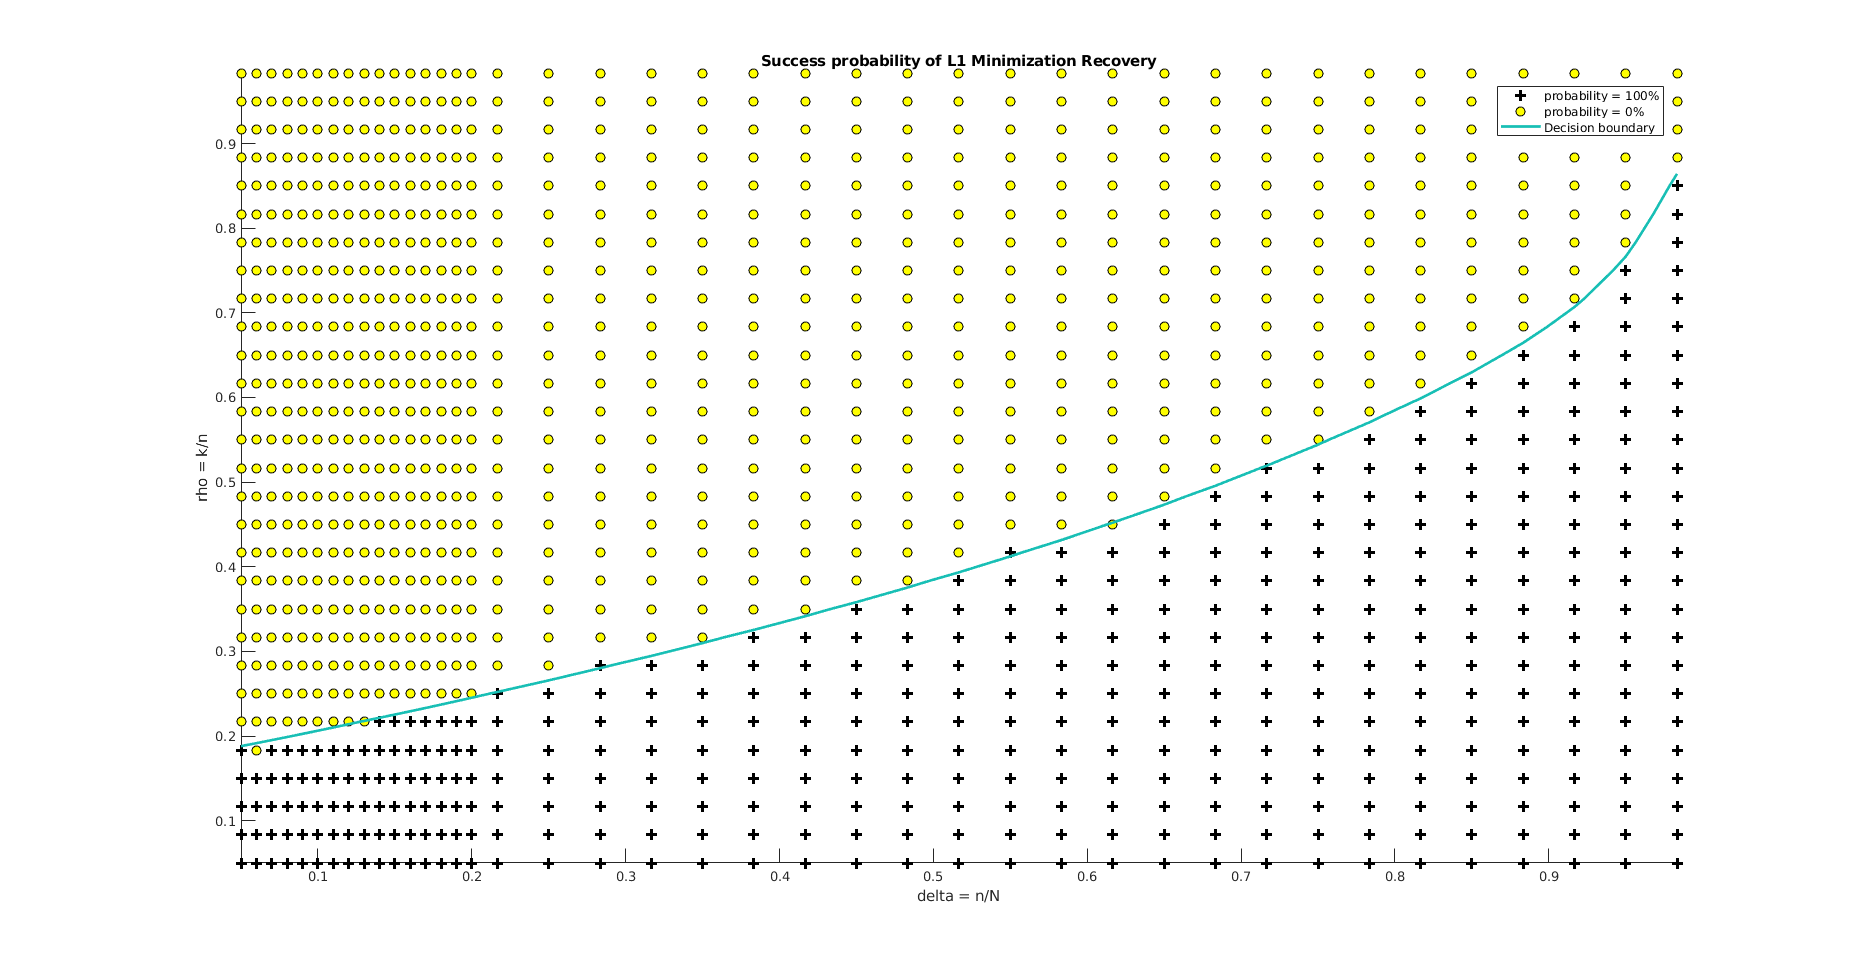 Success probability of L1 Minimization Recovery
probability = 100%
probability = 0%
Decision boundary
0.9
0.8
0.7
0.6
0.5
0.4
0.3
0.2
0.1
rho = k/n
0.1 0.2 0.3 0.4 0.5 0.6 0.7 0.8 0.9
delta = n/N